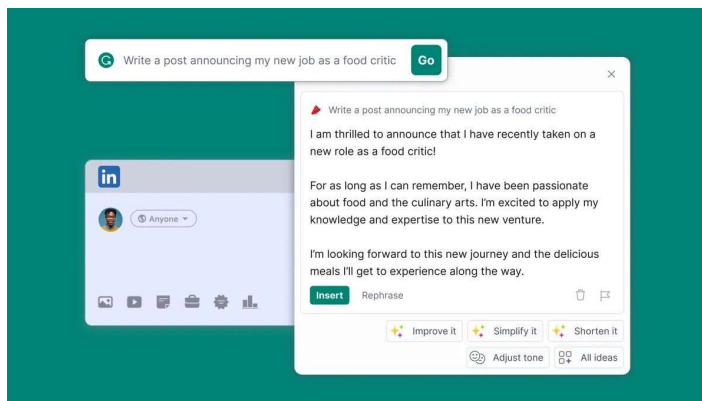 Write a post announcing my new job as a food critic
Go
Write a post announcing my new job as a food critic
I am thrilled to announce that I have recently taken on a
new role as a food critic!
For as long as I can remember, I have been passionate
about food and the culinary arts. I'm excited to apply my
knowledge and expertise to this new venture.
I'm looking forward to this new journey and the delicious
meals I'll get to experience along the way.
Insert Rephrase
in
Anyone
Improve it Simplify it Shorten it
Adjust tone All ideas